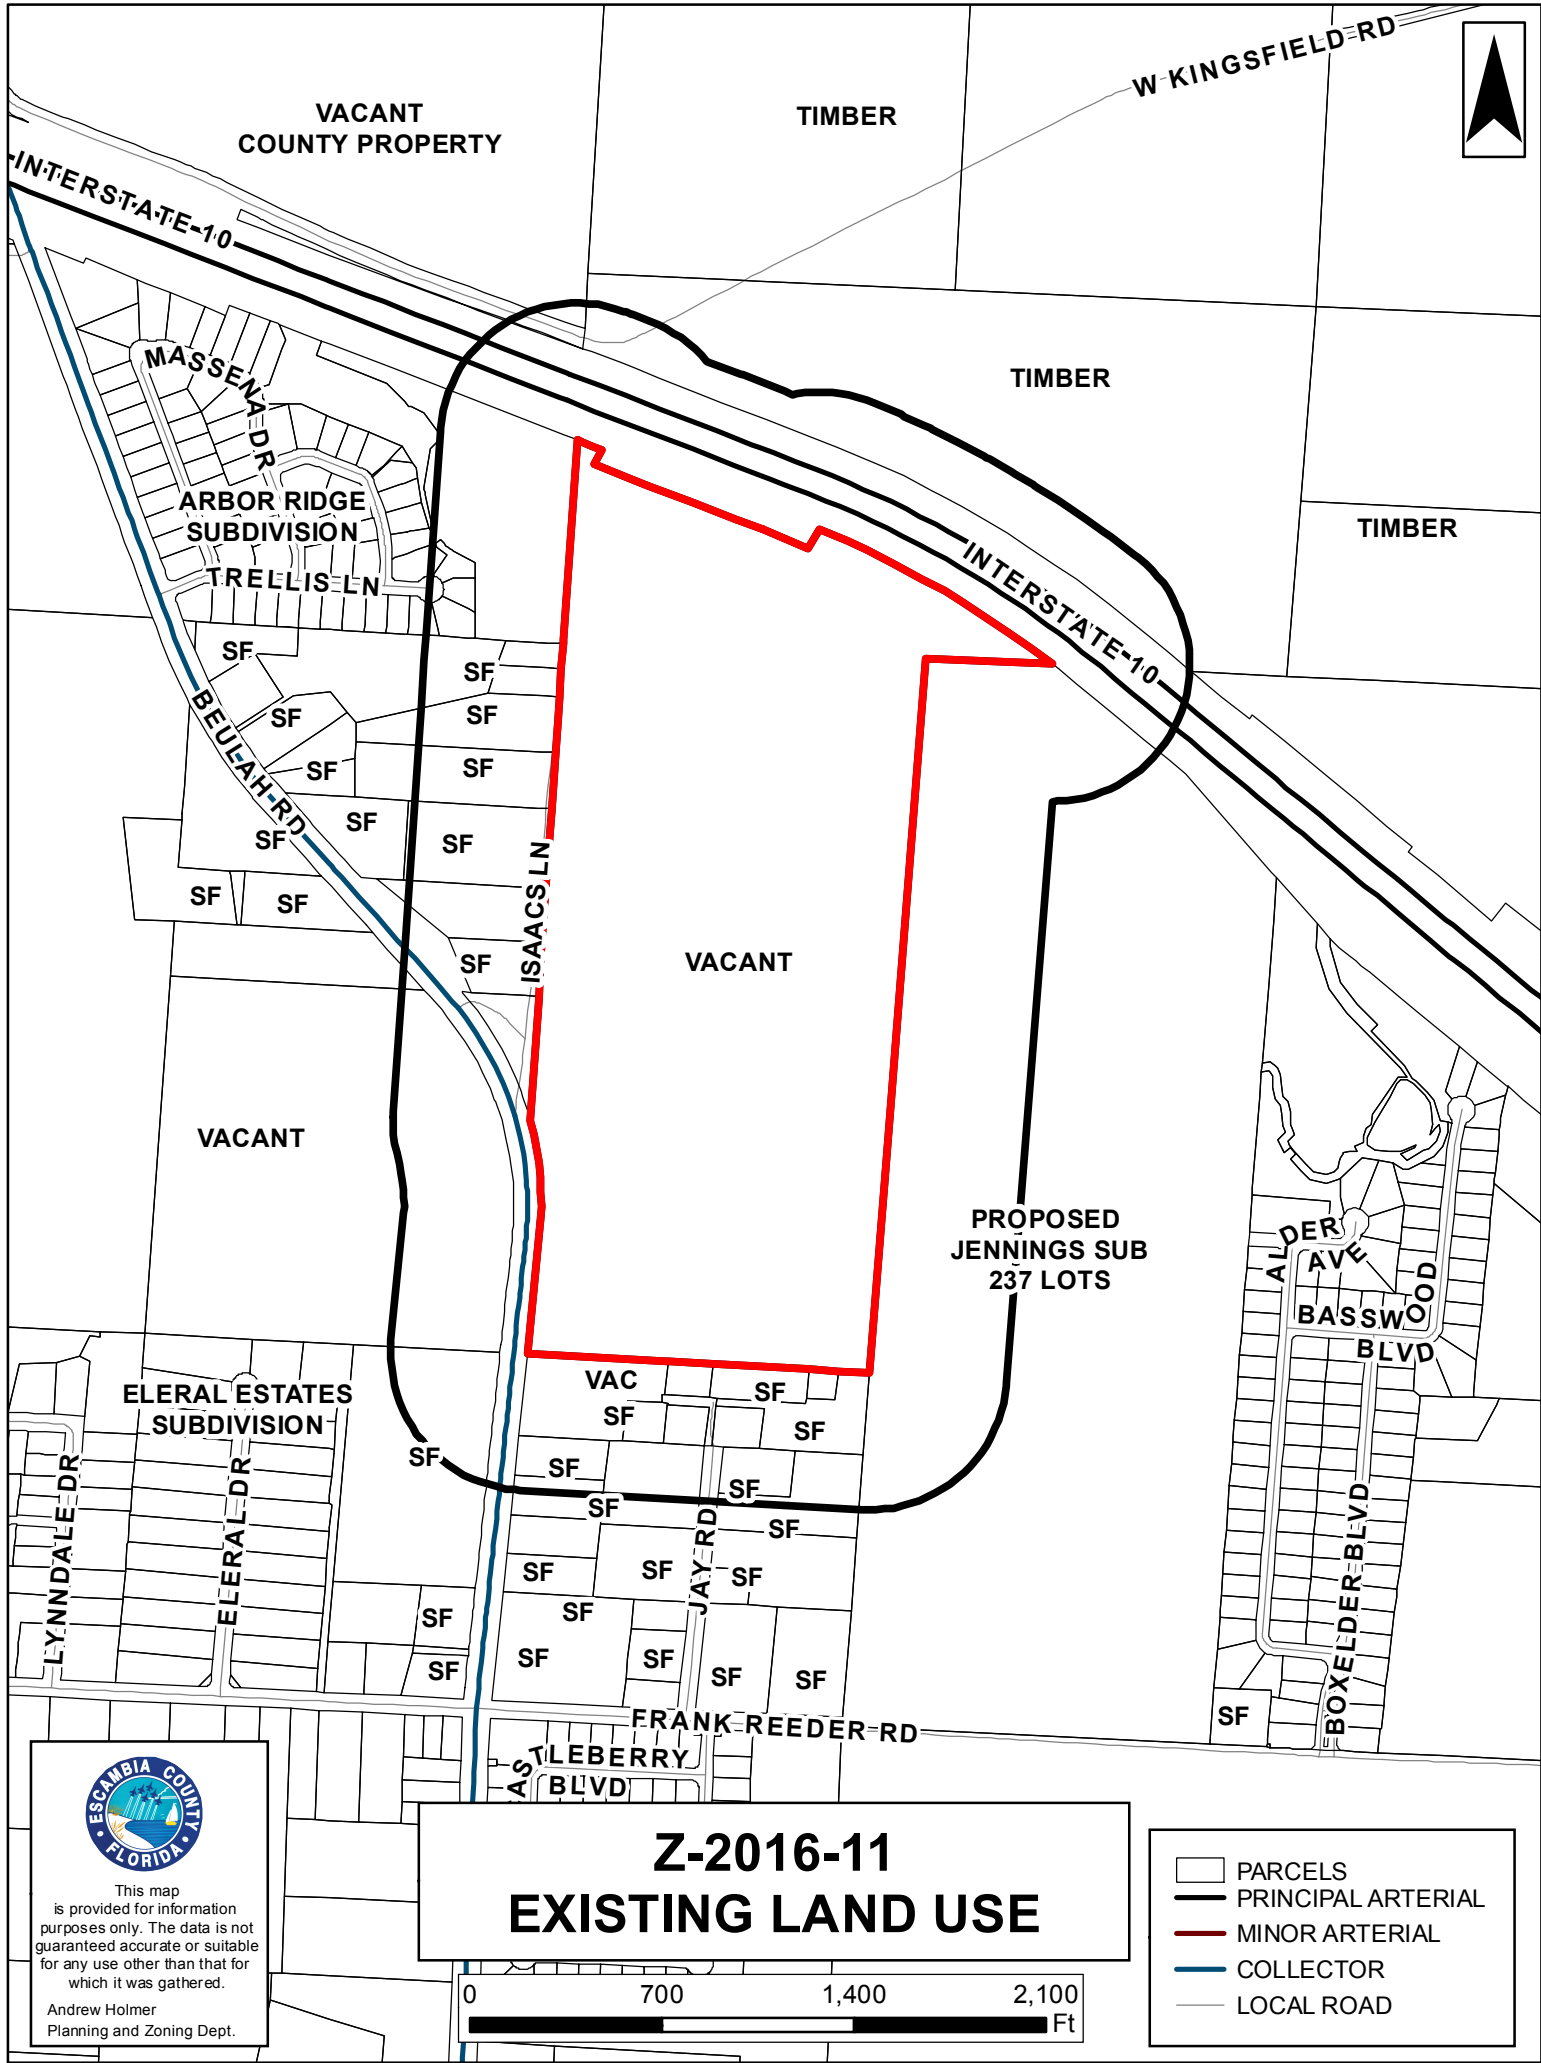 W KINGSFIELD RD
VACANT
COUNTY PROPERTY
TIMBER
INTERSTATE 10
TIMBER
MASSENA DR
ARBOR RIDGE
SUBDIVISION
TIMBER
INTERSTATE 10
TRELLIS LN
SF
SF
BEULAH RD
SF
SF
SF
SF
SF
SF
SF
ISAACS LN
SF
SF
SF
VACANT
VACANT
PROPOSED
JENNINGS SUB
237 LOTS
ALDER
AVE
BASSWOOD
BLVD
VAC
SF
ELERAL ESTATES
SUBDIVISION
SF
SF
SF
SF
SF
SF
SF
LYNNDALE DR
ELERAL DR
JAY RD
BOXELDER BLVD
SF
SF
SF
SF
SF
SF
SF
SF
SF
SF
SF
FRANK REEDER RD
ASTLEBERRY
BLVD
ESCAMBIA COUNTY
FLORIDA
This map
is provided for information
purposes only. The data is not
guaranteed accurate or suitable
for any use other than that for
which it was gathered.
Andrew Holmer
Planning and Zoning Dept.
Z-2016-11
EXISTING LAND USE
0 700 1,400 2,100
Ft
PARCELS
PRINCIPAL ARTERIAL
MINOR ARTERIAL
COLLECTOR
LOCAL ROAD